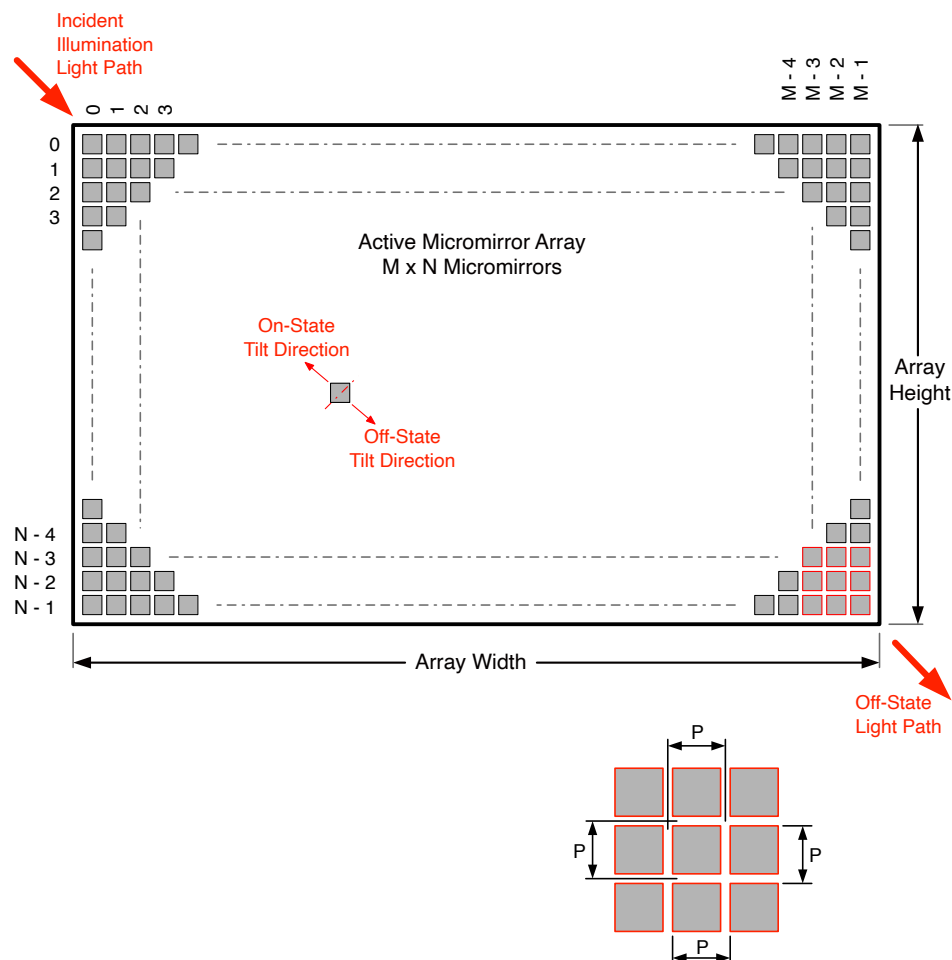 Incident
Illumination
Light Path
0
1
2
3
M - 4
M - 3
M - 2
M - 1
0
1
2
3
Active Micromirror Array
M x N Micromirrors
On-State
Tilt Direction
Off-State
Tilt Direction
Array
Height
N - 4
N - 3
N - 2
N - 1
Array Width
Off-State
Light Path
P
P
P
P